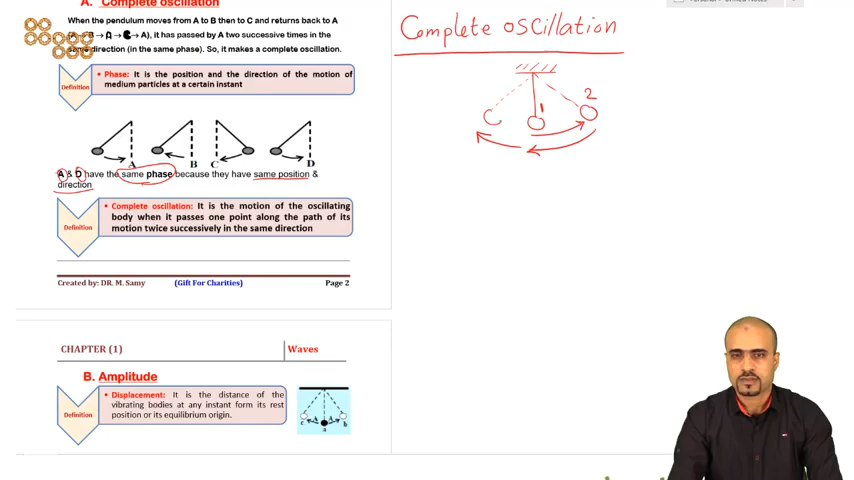 A. Complete oscillation
When pendulum moves from A to B then to C and returns back to A
B → A → C → A), it has passed by A two successive times in the
same direction (in the same phase). So, it makes a complete oscillation.
Definition
• Phase: It is the position and the direction of the motion of
medium particles at a certain instant
A B C D
A & D have the same phase because they have same position &
direction
Definition
• Complete oscillation: It is the motion of the oscillating
body when it passes one point along the path of its
motion twice successively in the same direction
Created by: DR. M. Samy (Gift For Charities) Page 2
CHAPTER (1) Waves
B. Amplitude
Definition
• Displacement: It is the distance of the
vibrating bodies at any instant form its rest
position or its equilibrium origin.
A A
c a b
Complete oscillation
1 2